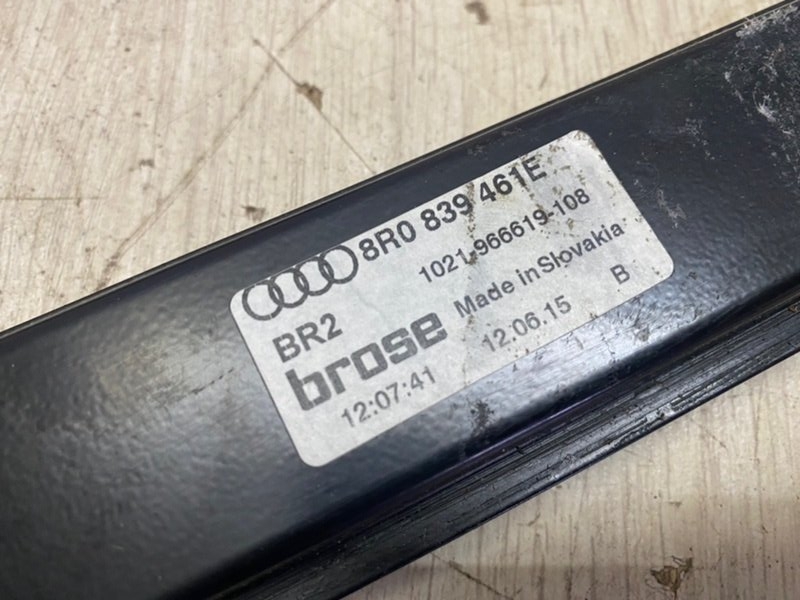 8R0 839 461E
1021-966619-108
BR2
Made in Slovakia
brose
12.06.15 B
12:07:41